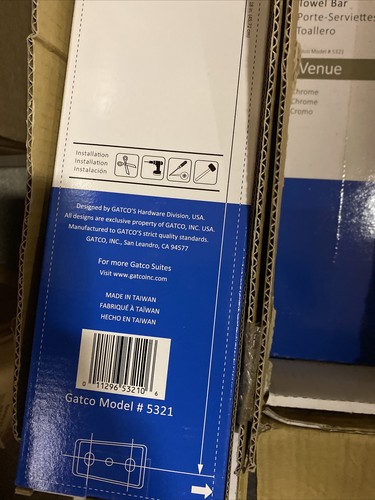 Installation
Installation
Instalación
Designed by GATCO'S Hardware Division, USA.
All designs are exclusive property of GATCO, INC. USA.
Manufactured to GATCO'S strict quality standards.
GATCO, INC., San Leandro, CA 94577
For more Gatco Suites
Visit www.gatcoinc.com
MADE IN TAIWAN
FABRIQUÉ À TAÏWAN
HECHO EN TAIWAN
0 11296 53210 6
Gatco Model # 5321
Towel Bar
Porte-Serviettes
Toallero
Gatco Model # 5321
Venue
Chrome
Chrome
Cromo